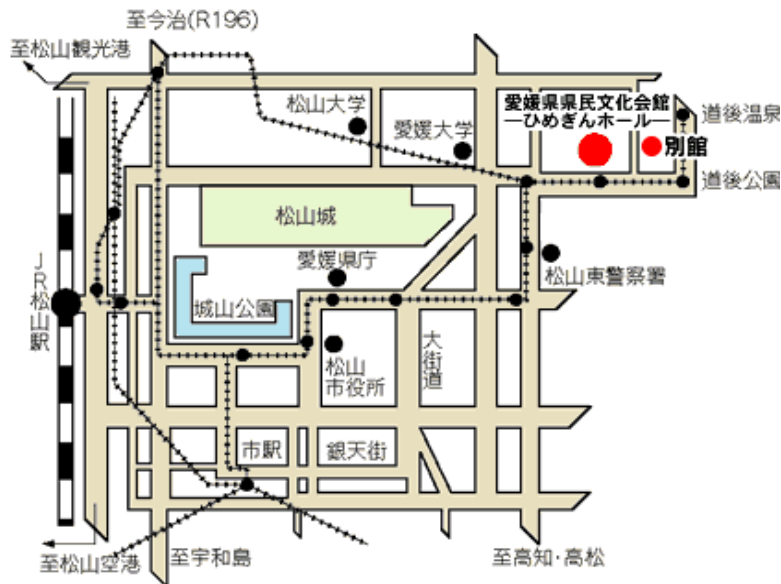 至今治(R196)
至松山観光港
松山大学
愛媛大学
愛媛県県民文化会館
―ひめぎんホール―
別館
道後温泉
道後公園
松山城
愛媛県庁
松山東警察署
城山公園
JR松山駅
松山
市役所
大街道
市駅
銀天街
至松山空港
至宇和島
至高知・高松